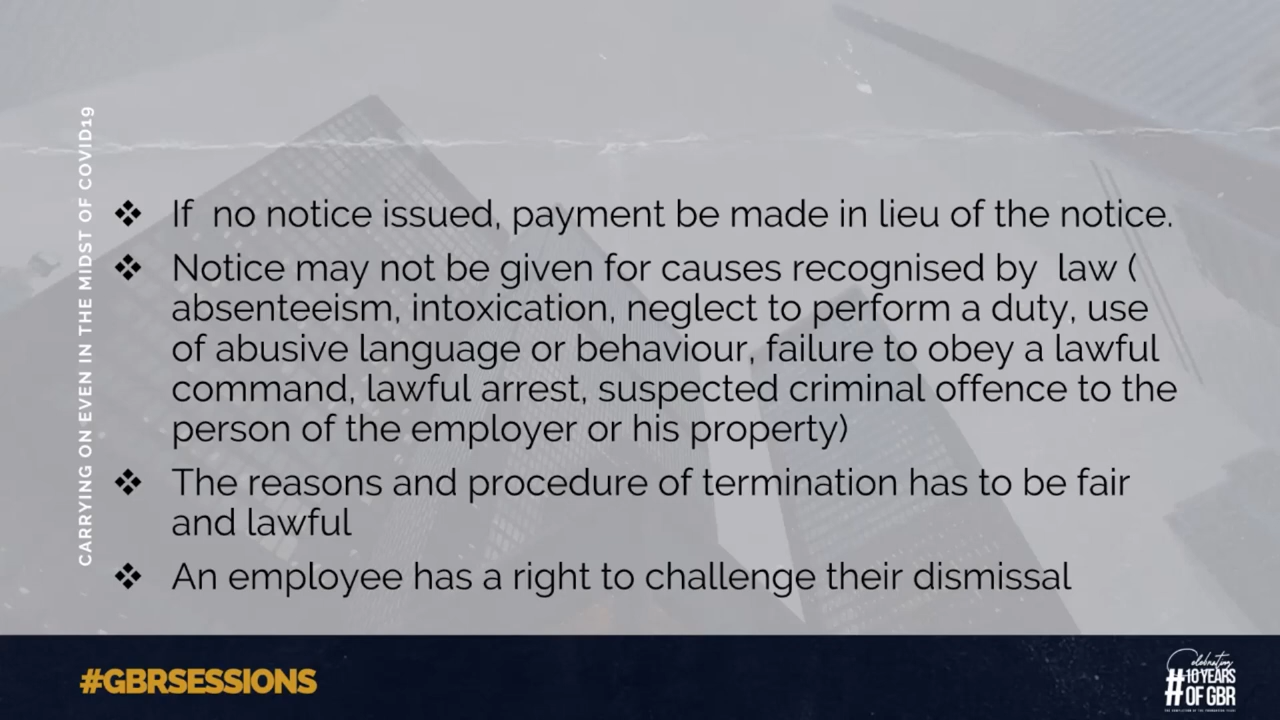 CARRYING ON EVEN IN THE MIDST OF COVID19
❖ If  no notice issued, payment be made in lieu of the notice.
❖ Notice may not be given for causes recognised by  law (
absenteeism, intoxication, neglect to perform a duty, use
of abusive language or behaviour, failure to obey a lawful
command, lawful arrest, suspected criminal offence to the
person of the employer or his property)
❖ The reasons and procedure of termination has to be fair
and lawful
❖ An employee has a right to challenge their dismissal
#GBRSESSIONS
Celebrating
#10 YEARS
OF GBR